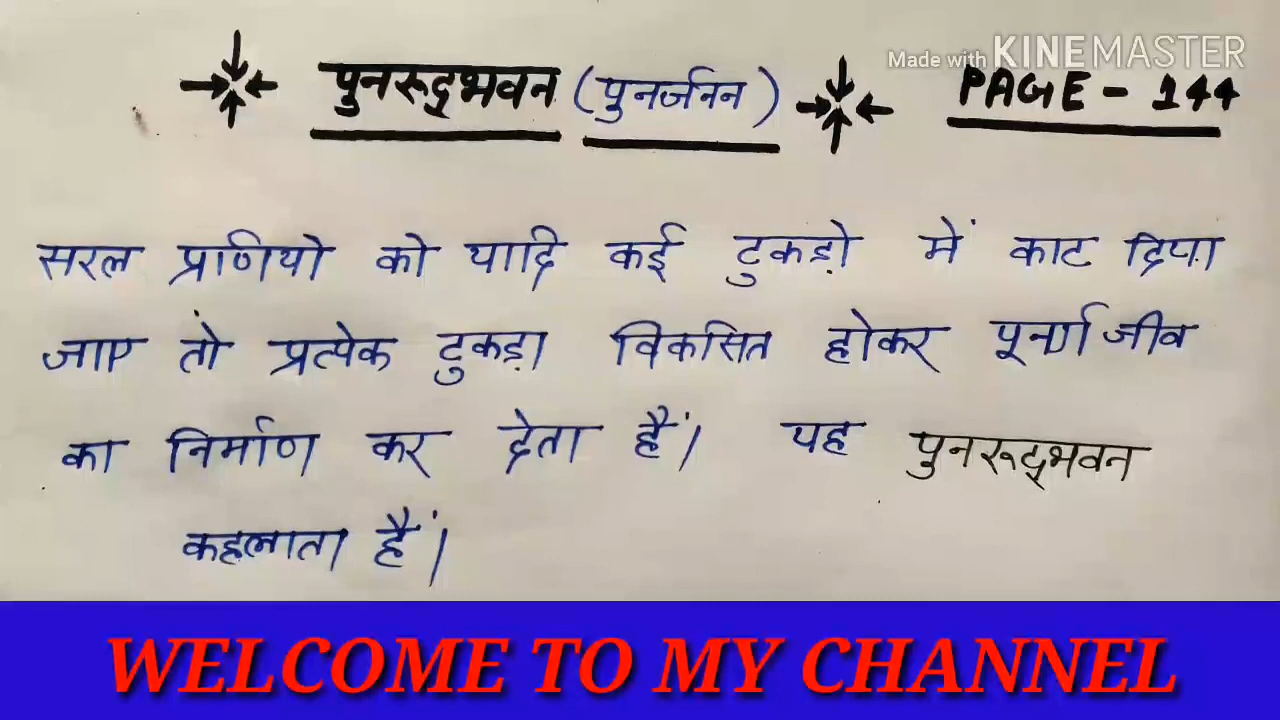 Made with KINEMASTER
पुनरुद्भवन (पुनर्जनन) PAGE - 144
सरल प्राणियो को यादि कई टुकड़ो में काट दिया
जाए तो प्रत्येक टुकड़ा विकसित होकर पूर्ण जीव
का निर्माण कर देता हैं। यह पुनरुद्भवन
कहलाता हैं।
WELCOME TO MY CHANNEL